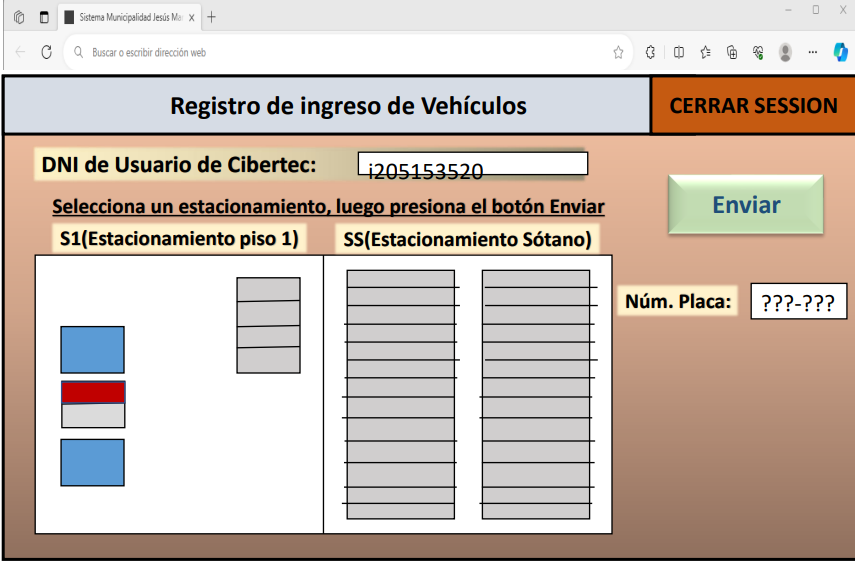 Sistema Municipalidad Jesús Ma
Buscar o escribir dirección web
Registro de ingreso de Vehículos
CERRAR SESSION
DNI de Usuario de Cibertec:
i205153520
Enviar
Selecciona un estacionamiento, luego presiona el botón Enviar
S1(Estacionamiento piso 1)
SS(Estacionamiento Sótano)
Núm. Placa:
???-???